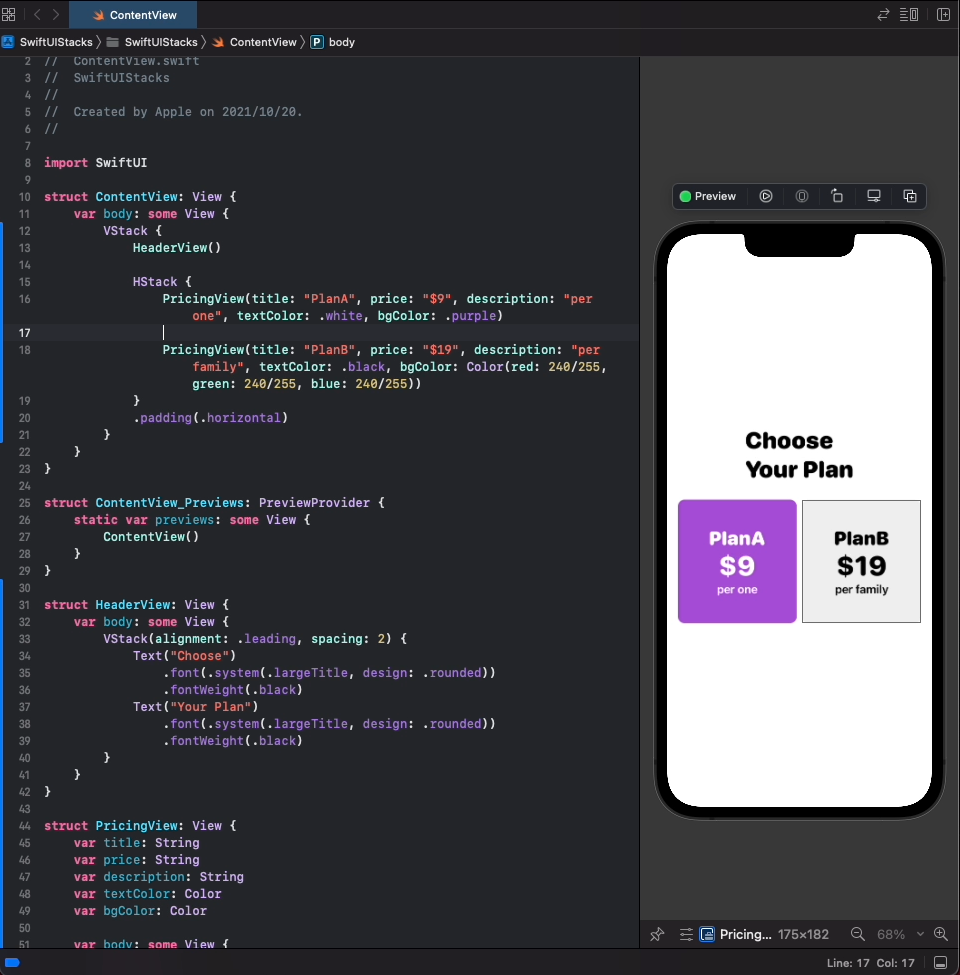 ContentView
SwiftUIStacks
SwiftUIStacks
ContentView
P
body
2 //  ContentView.swift
3 //  SwiftUIStacks
4 //
5 //  Created by Apple on 2021/10/20.
6 //
7
8 import SwiftUI
9
10 struct ContentView: View {
11     var body: some View {
12         VStack {
13             HeaderView()
14
15             HStack {
16                 PricingView(title: "PlanA", price: "$9", description: "per
one", textColor: .white, bgColor: .purple)
17
18                 PricingView(title: "PlanB", price: "$19", description: "per
family", textColor: .black, bgColor: Color(red: 240/255,
green: 240/255, blue: 240/255))
19             }
20             .padding(.horizontal)
21         }
22     }
23 }
24
25 struct ContentView_Previews: PreviewProvider {
26     static var previews: some View {
27         ContentView()
28     }
29 }
30
31 struct HeaderView: View {
32     var body: some View {
33         VStack(alignment: .leading, spacing: 2) {
34             Text("Choose")
35                 .font(.system(.largeTitle, design: .rounded))
36                 .fontWeight(.black)
37             Text("Your Plan")
38                 .font(.system(.largeTitle, design: .rounded))
39                 .fontWeight(.black)
40         }
41     }
42 }
43
44 struct PricingView: View {
45     var title: String
46     var price: String
47     var description: String
48     var textColor: Color
49     var bgColor: Color
50
51     var body: some View {
Preview
Choose
Your Plan
PlanA
$9
per one
PlanB
$19
per family
Pricing... 175×182
68%
Line: 17 Col: 17